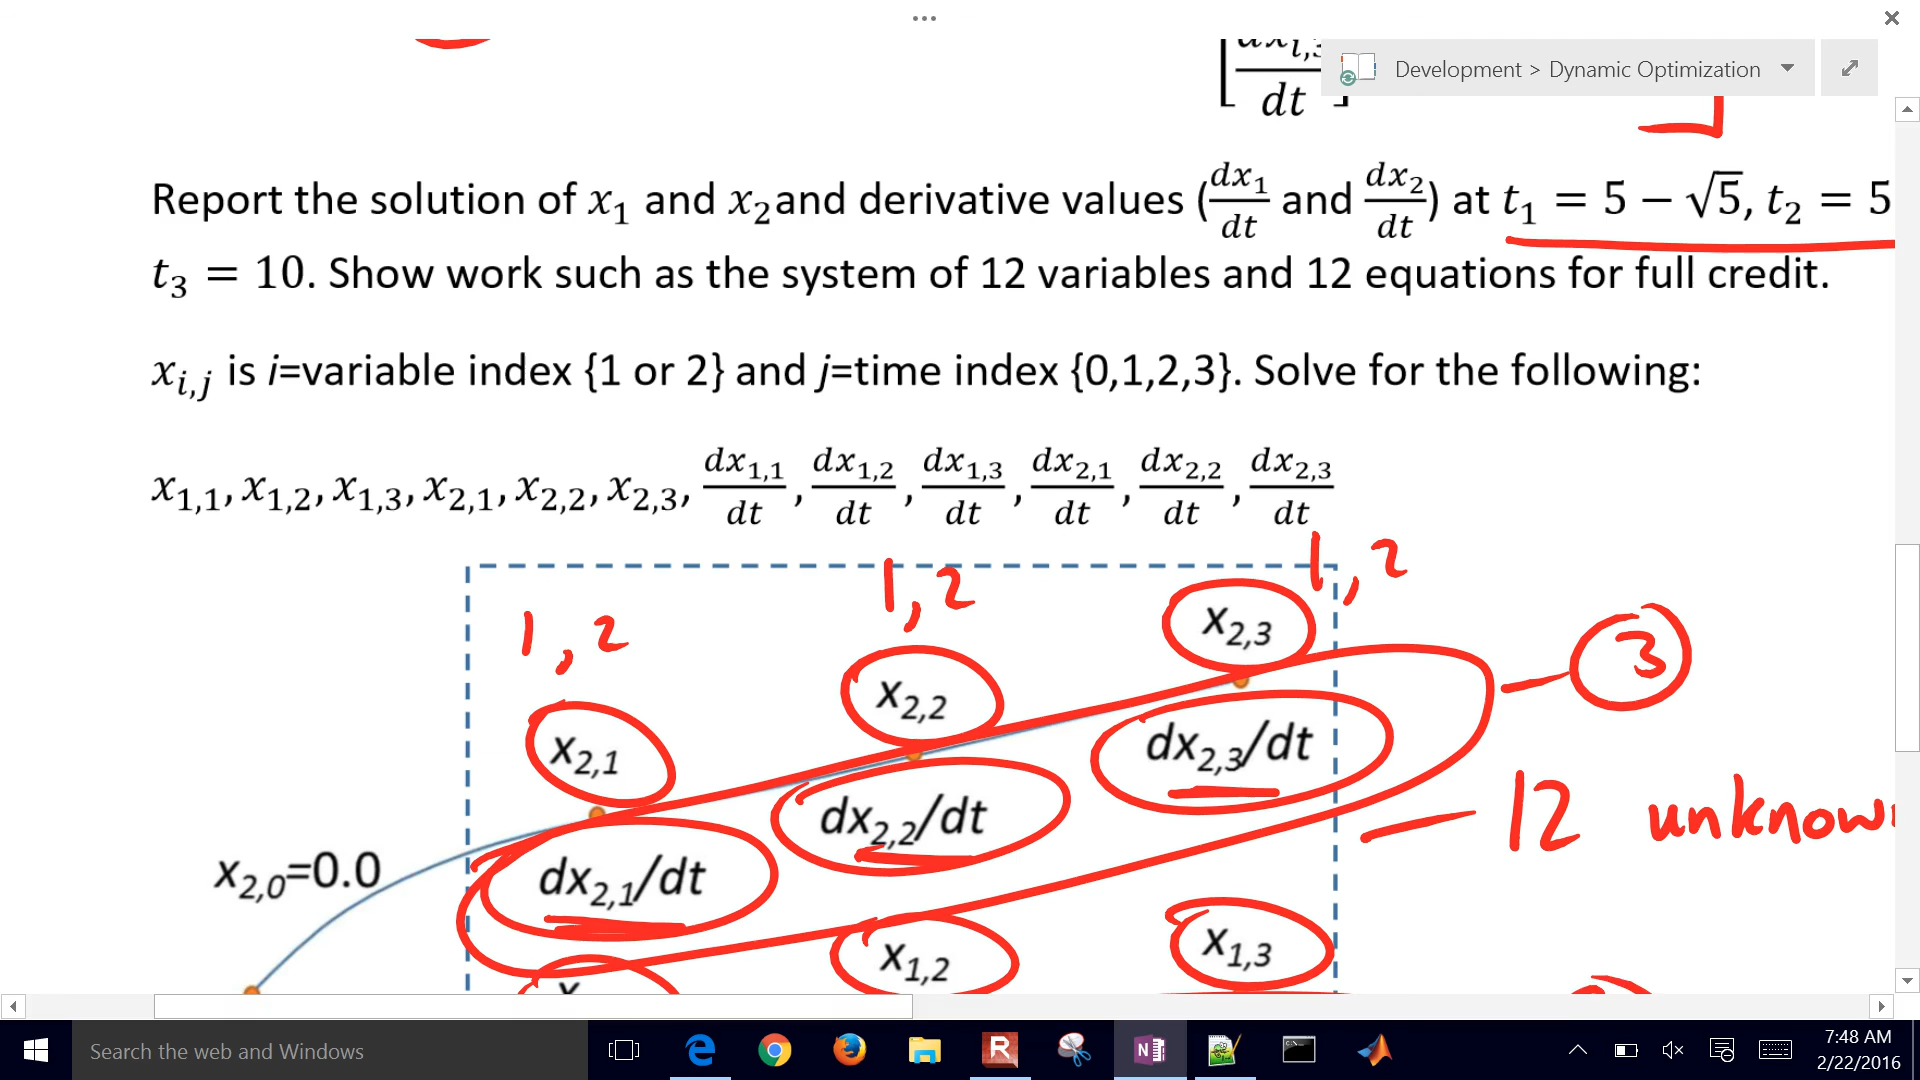 Development > Dynamic Optimization
dt
Report the solution of x₁ and x₂and derivative values (dx₁/dt and dx₂/dt) at t₁ = 5 − √5, t₂ = 5
t₃ = 10. Show work such as the system of 12 variables and 12 equations for full credit.
xᵢ,ⱼ is i=variable index {1 or 2} and j=time index {0,1,2,3}. Solve for the following:
x₁,₁, x₁,₂, x₁,₃, x₂,₁, x₂,₂, x₂,₃, dx₁,₁/dt, dx₁,₂/dt, dx₁,₃/dt, dx₂,₁/dt, dx₂,₂/dt, dx₂,₃/dt
1,2
1,2
1,2
x₂,₃
3
x₂,₂
x₂,₁
dx₂,₃/dt
dx₂,₂/dt
12 unknow
x₂,₀=0.0
dx₂,₁/dt
x₁,₂
x₁,₃
Search the web and Windows
7:48 AM
2/22/2016